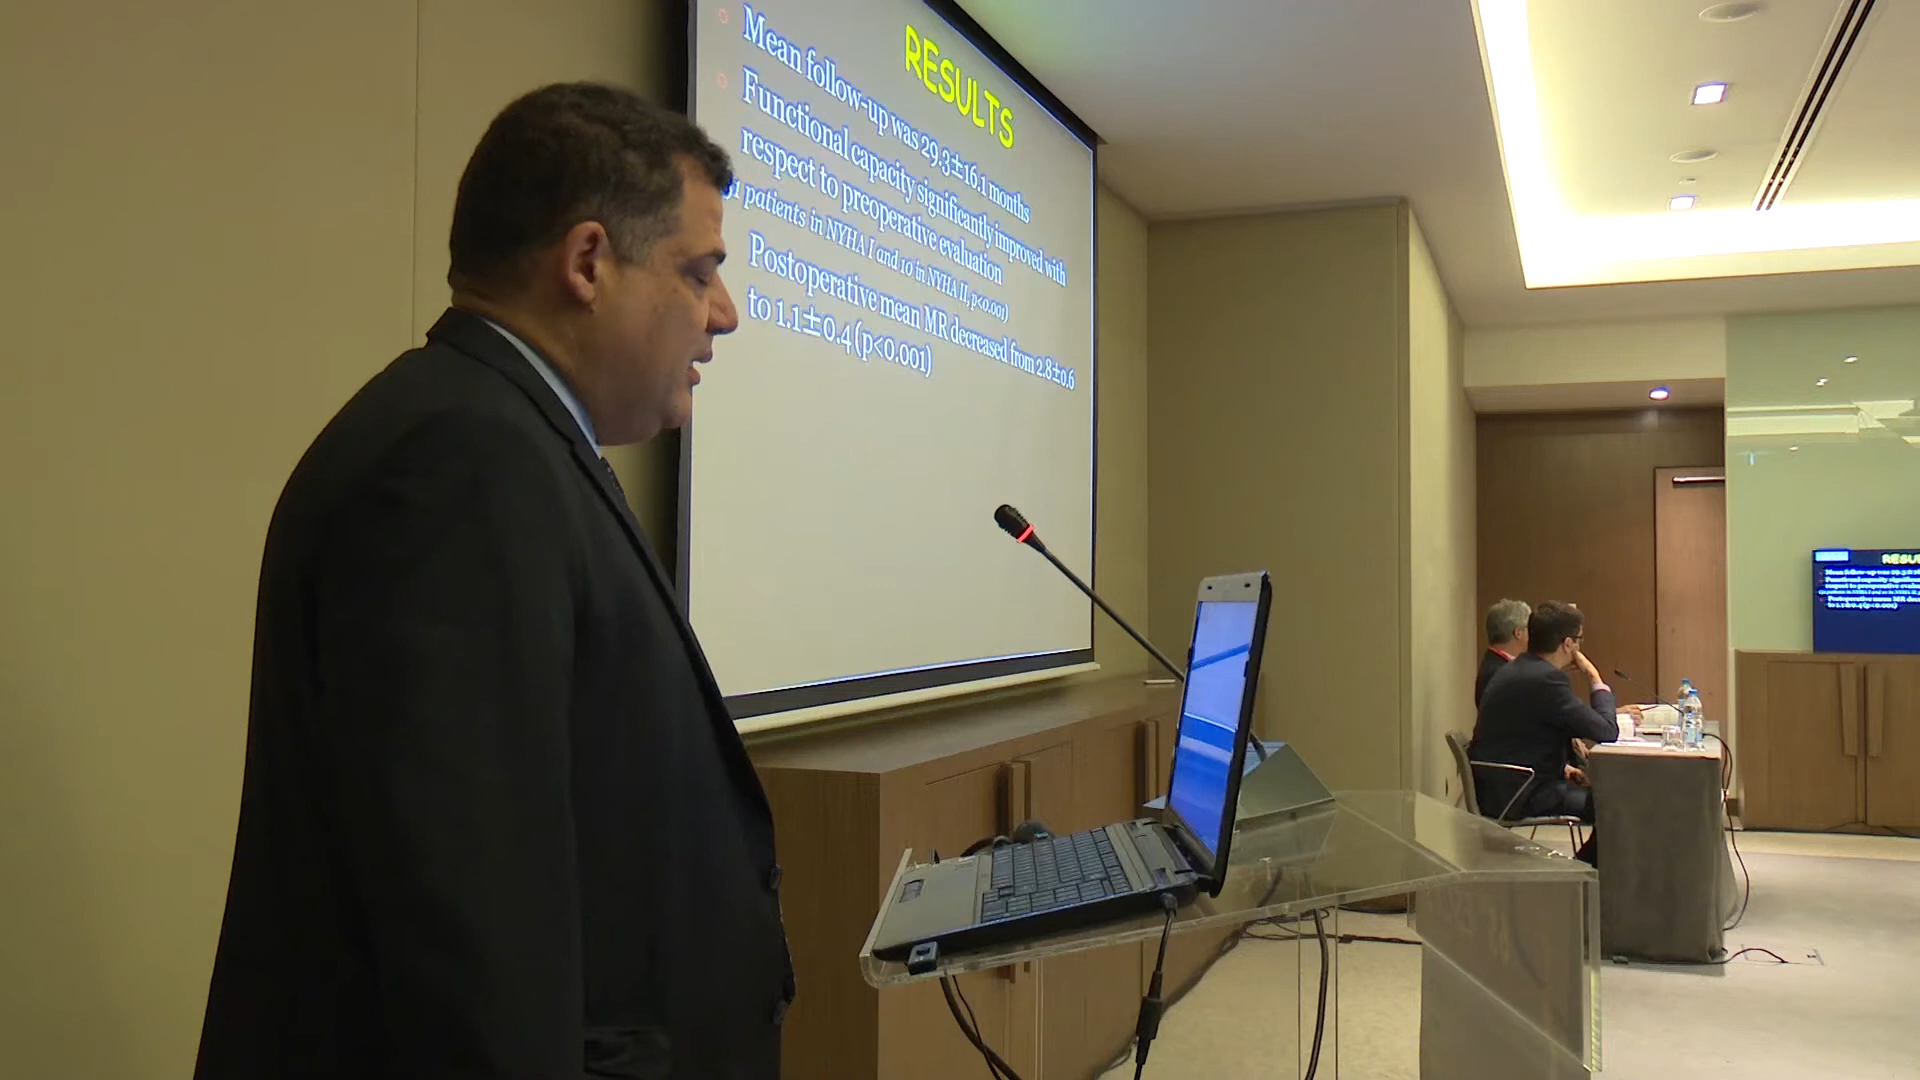 RESULTS
Mean follow-up was 29.3±16.1 months
Functional capacity significantly improved with
respect to preoperative evaluation
patients in NYHA I and 10 in NYHA II, p<0.001)
Postoperative mean MR decreased from 2.8±0.6
to 1.1±0.4 (p<0.001)